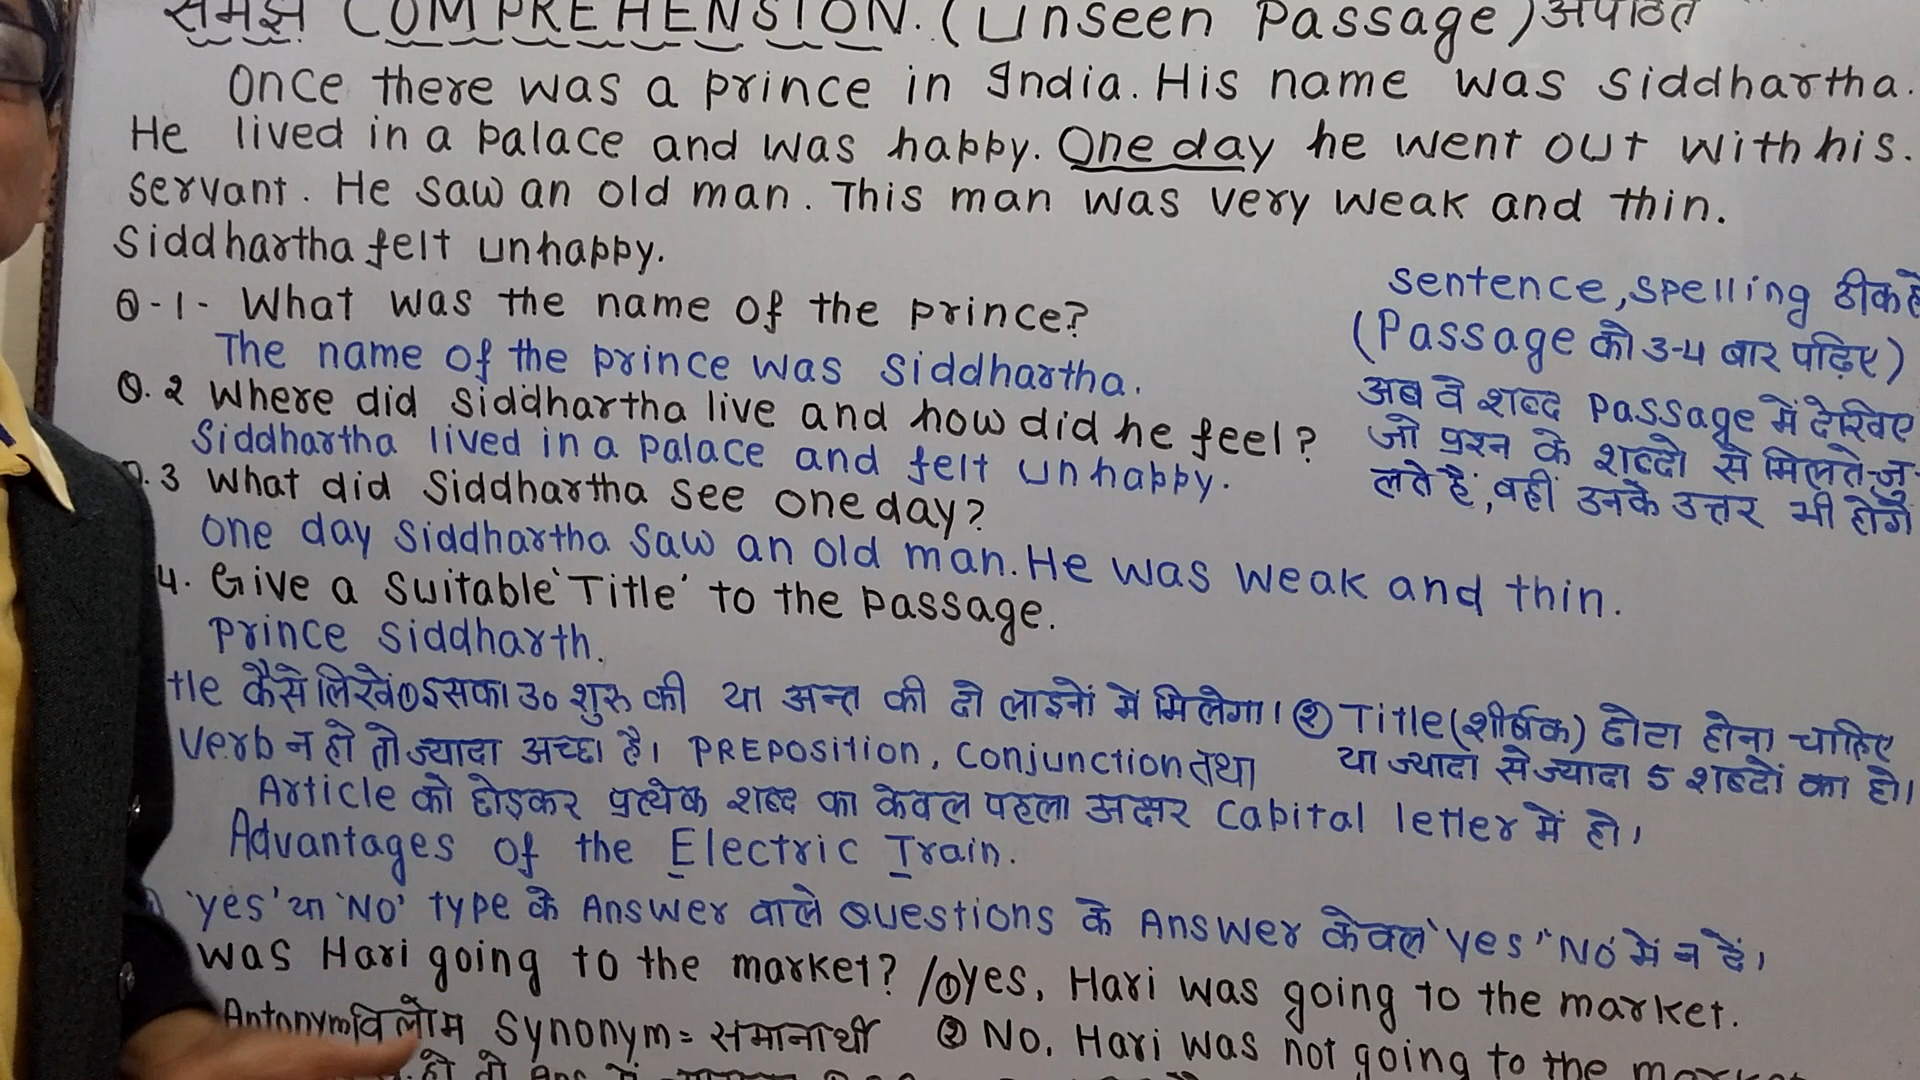 समझ COMPREHENSION. (Unseen Passage) अपठित
Once there was a prince in India. His name was Siddhartha.
He lived in a palace and was happy. One day he went out with his.
Servant. He saw an old man. This man was very weak and thin.
Siddhartha felt unhappy.
Sentence, spelling ठीक हो
Q-1- What was the name of the prince?
(Passage को 3-4 बार पढ़िए)
The name of the prince was Siddhartha.
अब वे शब्द Passage में देखिए
Q.2 Where did Siddhartha live and how did he feel?
जो प्रश्न के शब्दों से मिलते-जु-
Siddhartha lived in a palace and felt unhappy.
लते हैं, वहीं उनके उत्तर भी होंगे
.3 What did Siddhartha see one day?
One day Siddhartha saw an old man. He was weak and thin.
4. Give a suitable 'Title' to the passage.
Prince Siddharth.
tle कैसे लिखें ① इसका उ० शुरू की या अन्त की दो लाइनों में मिलेगा। ② Title (शीर्षक) छोटा होना चाहिए
या ज्यादा से ज्यादा 5 शब्दों का हो।
Verb न हो तो ज्यादा अच्छा है। PREPOSITION, Conjunction तथा
Article को छोड़कर प्रत्येक शब्द का केवल पहला अक्षर Capital letter में हो।
Advantages of the Electric Train.
'yes' या 'NO' type के Answer वाले Questions के Answer केवल 'yes' 'NO' में न दें।
Was Hari going to the market? / ① Yes, Hari was going to the market.
Antonym विलोम Synonym = समानार्थी ② No, Hari was not going to the market
हो तो Ans में